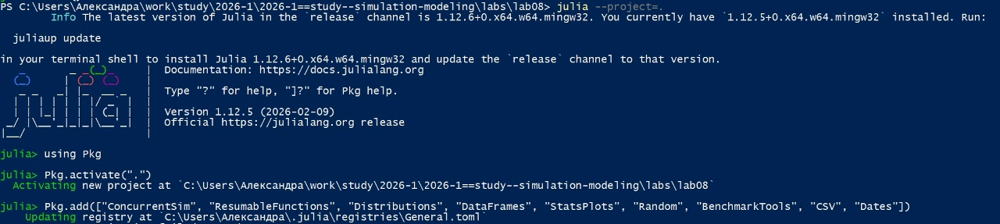 PS C:\Users\Александра\work\study\2026-1\2026-1==study--simulation-modeling\labs\lab08> julia --project=.
Info The latest version of Julia in the `release` channel is 1.12.6+0.x64.w64.mingw32. You currently have `1.12.5+0.x64.w64.mingw32` installed. Run:
juliaup update
in your terminal shell to install Julia 1.12.6+0.x64.w64.mingw32 and update the `release` channel to that version.
Documentation: https://docs.julialang.org
Type "?" for help, "]?" for Pkg help.
Version 1.12.5 (2026-02-09)
Official https://julialang.org release
julia> using Pkg
julia> Pkg.activate(".")
Activating new project at `C:\Users\Александра\work\study\2026-1\2026-1==study--simulation-modeling\labs\lab08`
julia> Pkg.add(["ConcurrentSim", "ResumableFunctions", "Distributions", "DataFrames", "StatsPlots", "Random", "BenchmarkTools", "CSV", "Dates"])
Updating registry at `C:\Users\Александра\.julia\registries\General.toml`